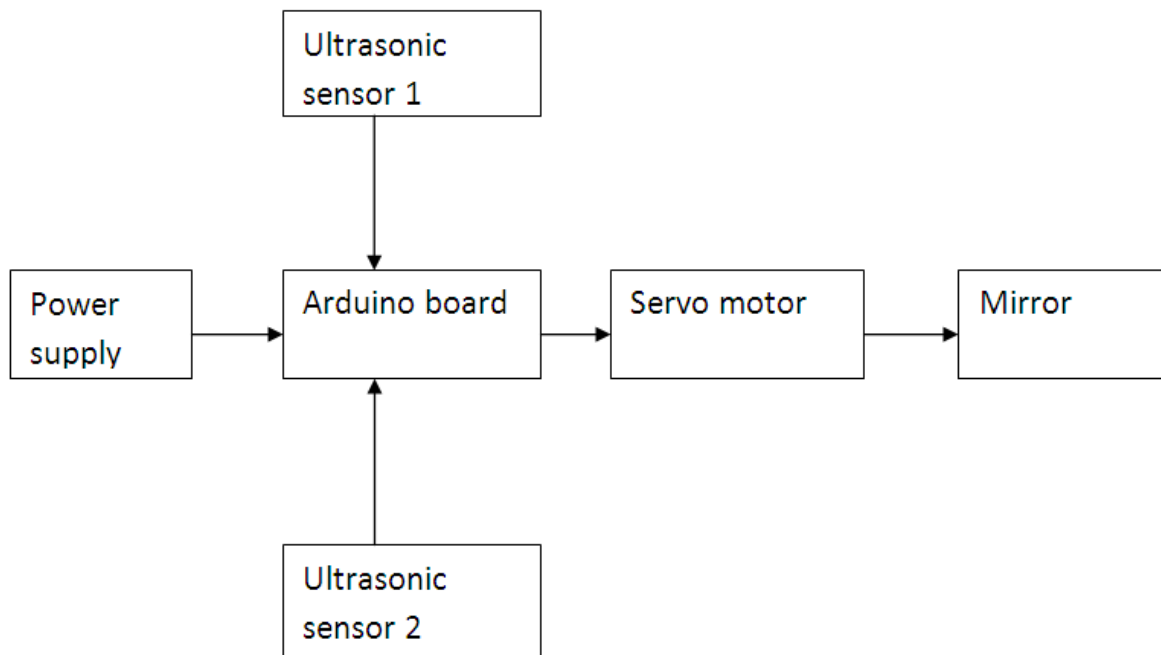 Ultrasonic
sensor 1
Power
supply
Arduino board
Servo motor
Mirror
Ultrasonic
sensor 2